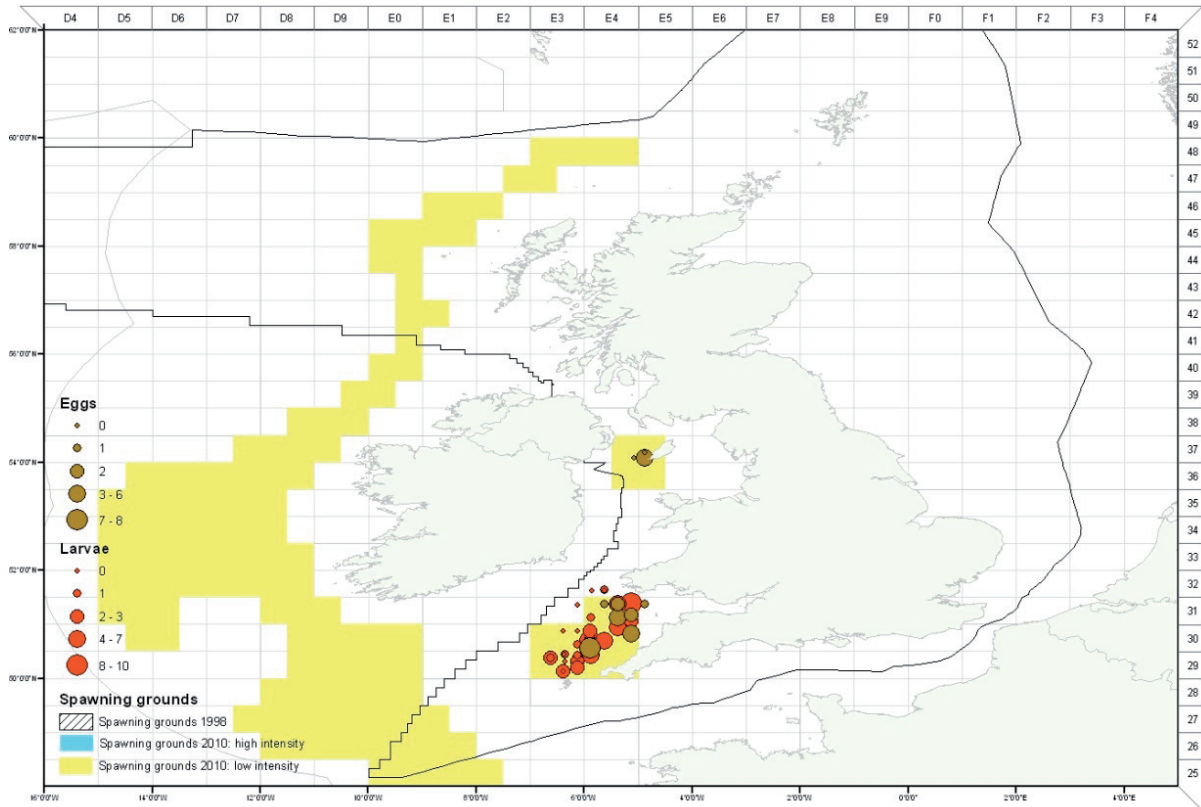 D4 D5 D6 D7 D8 D9 E0 E1 E2 E3 E4 E5 E6 E7 E8 E9 F0 F1 F2 F3 F4
62°0'0"N
60°0'0"N
58°0'0"N
56°0'0"N
54°0'0"N
52°0'0"N
50°0'0"N
52
51
50
49
48
47
46
45
44
43
42
41
40
39
38
37
36
35
34
33
32
31
30
29
28
27
26
25
Eggs
0
1
2
3 - 6
7 - 8
Larvae
0
1
2 - 3
4 - 7
8 - 10
Spawning grounds
Spawning grounds 1998
Spawning grounds 2010: high intensity
Spawning grounds 2010: low intensity
16°0'0"W 14°0'0"W 12°0'0"W 10°0'0"W 8°0'0"W 6°0'0"W 4°0'0"W 2°0'0"W 0°0'0" 2°0'0"E 4°0'0"E